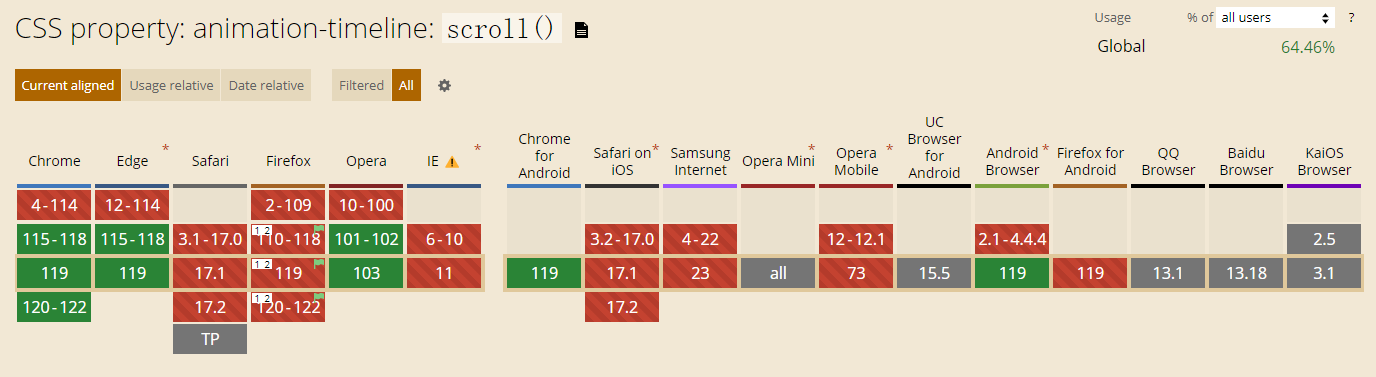 CSS property: animation-timeline: scroll()
Usage % of all users ?
Global 64.46%
Current aligned Usage relative Date relative Filtered All
Chrome Edge * Safari Firefox Opera IE * Chrome for Android Safari on iOS * Samsung Internet Opera Mini * Opera Mobile * UC Browser for Android Android Browser * Firefox for Android QQ Browser Baidu Browser KaiOS Browser
4-114 12-114 2-109 10-100
115-118 115-118 3.1-17.0 1 2 110-118 101-102 6-10 3.2-17.0 4-22 12-12.1 2.1-4.4.4 2.5
119 119 17.1 1 2 119 103 11 119 17.1 23 all 73 15.5 119 119 13.1 13.18 3.1
120-122 17.2 1 2 120-122 17.2
TP